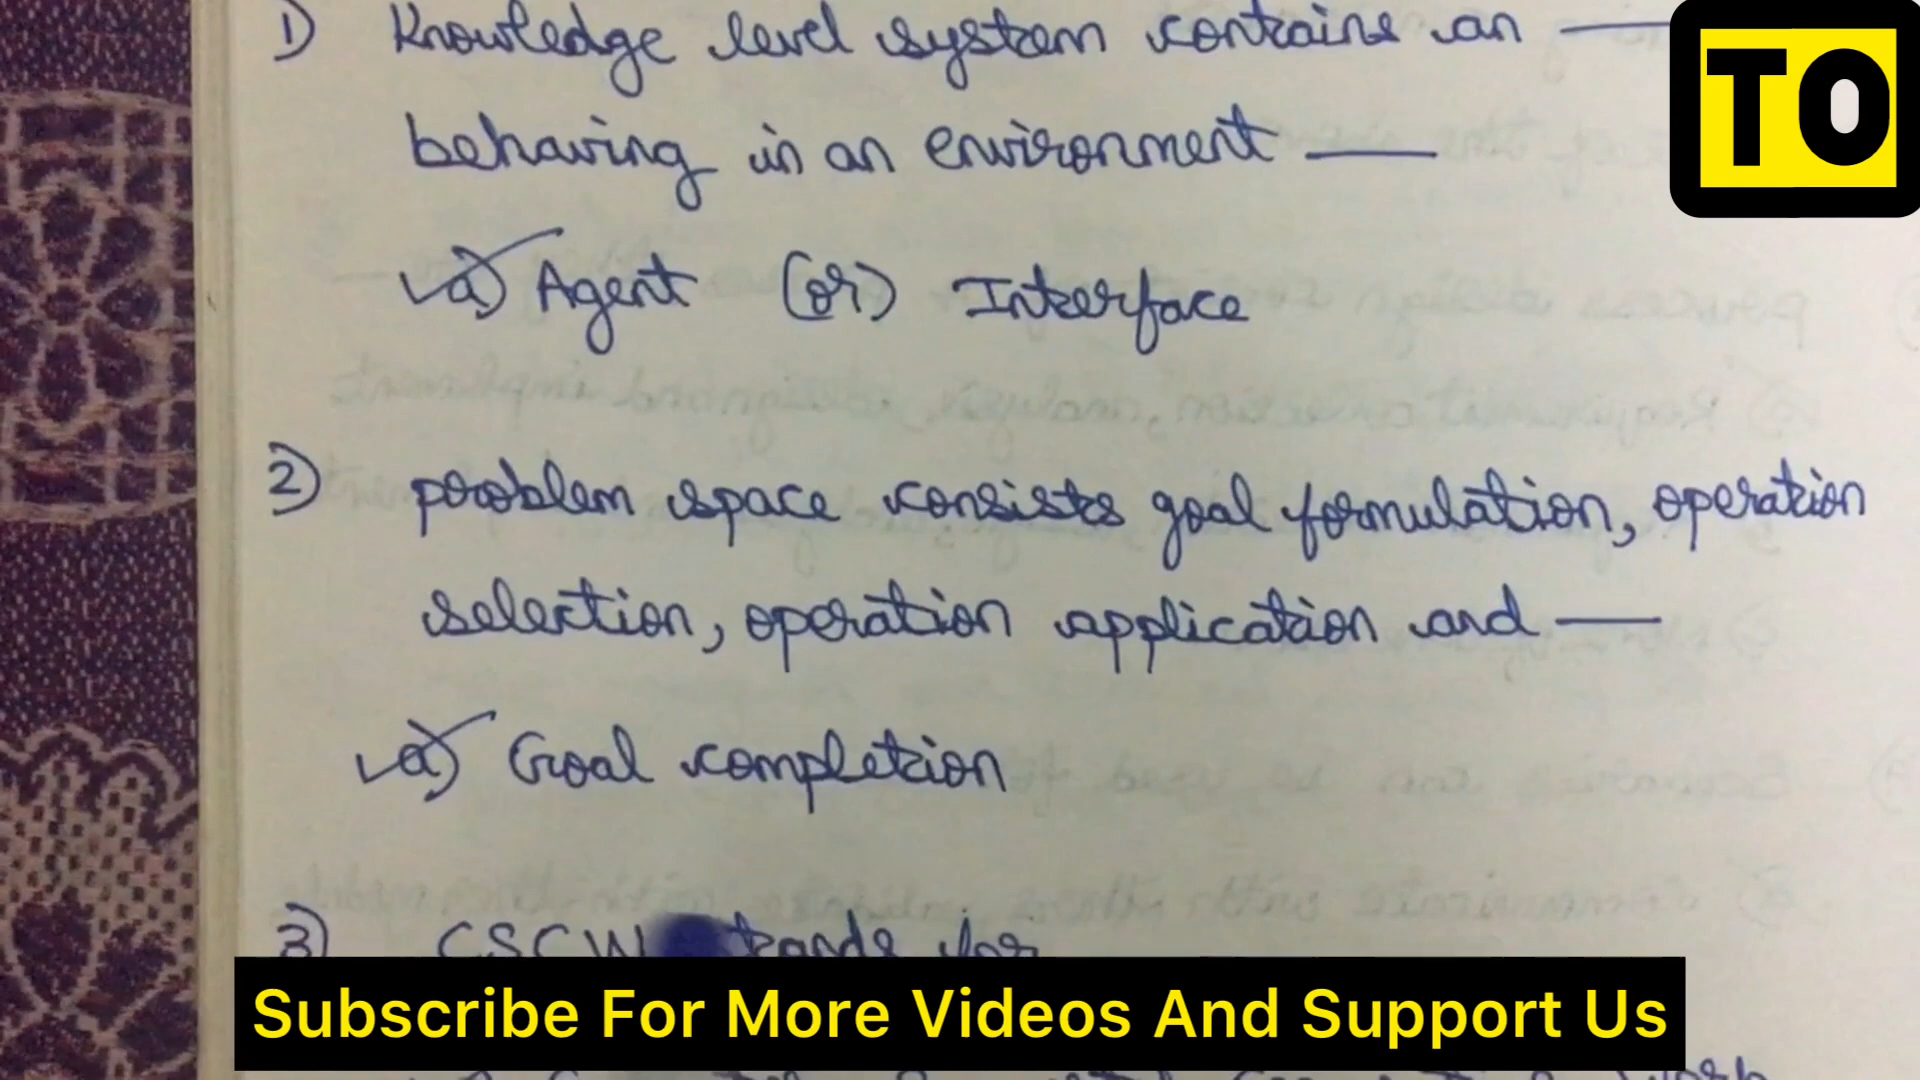 1) Knowledge level system contains an —
TO
behaving in an environment —
a) Agent (or) Interface
2) problem space consists goal formulation, operation
selection, operation application and —
a) Goal completion
3) CSCW stands for
Subscribe For More Videos And Support Us